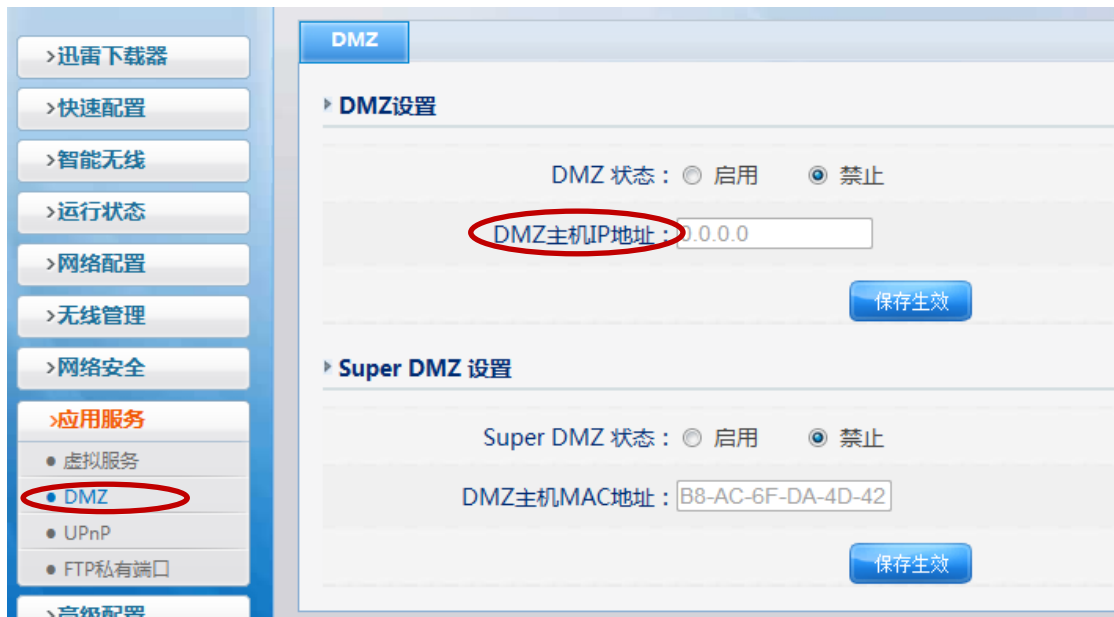 >迅雷下载器
>快速配置
>智能无线
>运行状态
>网络配置
>无线管理
>网络安全
>应用服务
● 虚拟服务
● DMZ
● UPnP
● FTP私有端口
>高级配置
DMZ
DMZ设置
DMZ 状态： 启用 禁止
DMZ主机IP地址：0.0.0.0
保存生效
Super DMZ 设置
Super DMZ 状态： 启用 禁止
DMZ主机MAC地址：B8-AC-6F-DA-4D-42
保存生效